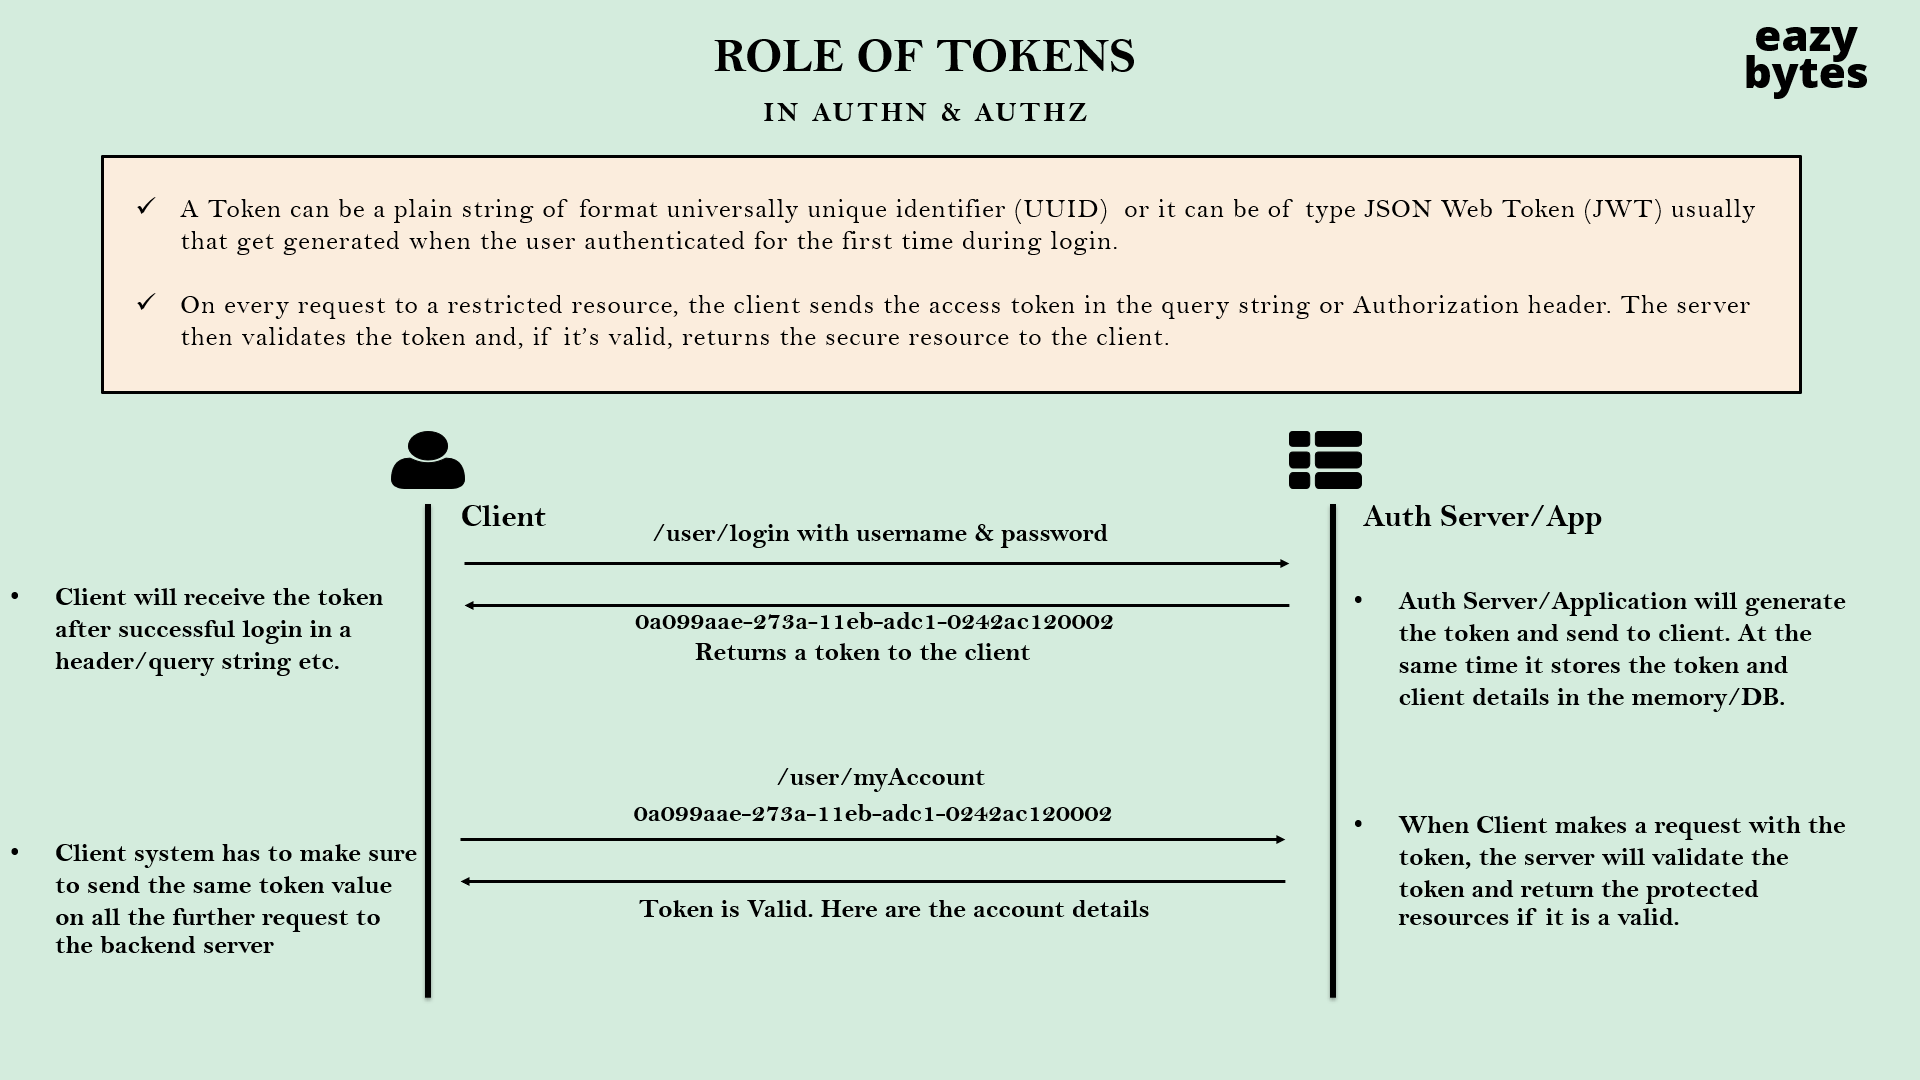 ROLE OF TOKENS
IN AUTHN & AUTHZ
eazy
bytes
✓ A Token can be a plain string of format universally unique identifier (UUID) or it can be of type JSON Web Token (JWT) usually
that get generated when the user authenticated for the first time during login.
✓ On every request to a restricted resource, the client sends the access token in the query string or Authorization header. The server
then validates the token and, if it’s valid, returns the secure resource to the client.
Client
Auth Server/App
/user/login with username & password
0a099aae-273a-11eb-adc1-0242ac120002
Returns a token to the client
• Client will receive the token
after successful login in a
header/query string etc.
• Auth Server/Application will generate
the token and send to client. At the
same time it stores the token and
client details in the memory/DB.
/user/myAccount
0a099aae-273a-11eb-adc1-0242ac120002
Token is Valid. Here are the account details
• Client system has to make sure
to send the same token value
on all the further request to
the backend server
• When Client makes a request with the
token, the server will validate the
token and return the protected
resources if it is a valid.